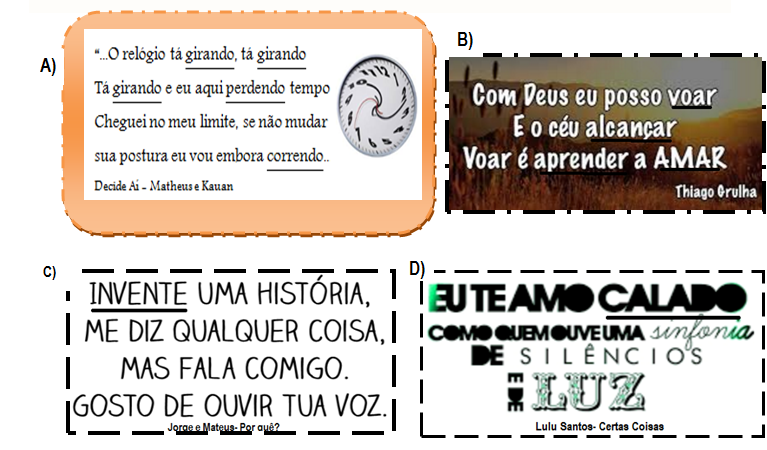 A)
“...O relógio tá girando, tá girando
Tá girando e eu aqui perdendo tempo
Cheguei no meu limite, se não mudar
sua postura eu vou embora correndo..
Decide Aí – Matheus e Kauan
B)
Com Deus eu posso voar
E o céu alcançar
Voar é aprender a AMAR
Thiago Grulha
C)
INVENTE UMA HISTÓRIA,
ME DIZ QUALQUER COISA,
MAS FALA COMIGO.
GOSTO DE OUVIR TUA VOZ.
Jorge e Mateus- Por quê?
D)
EU TE AMO CALADO
COMO QUEM OUVE UMA sinfonia
DE SILÊNCIOS
E DE LUZ
Lulu Santos- Certas Coisas